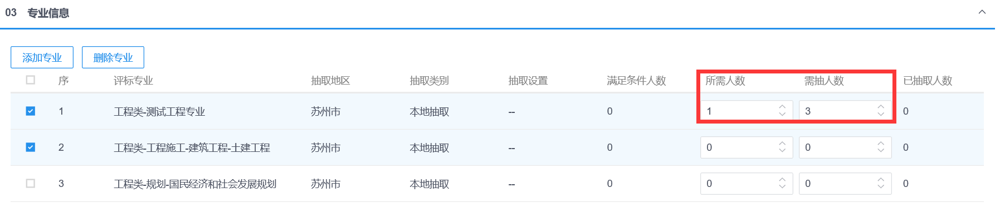 03 专业信息
添加专业 删除专业
序 评标专业 抽取地区 抽取类别 抽取设置 满足条件人数 所需人数 需抽人数 已抽取人数
1 工程类-测试工程专业 苏州市 本地抽取 -- 0 1 3 0
2 工程类-工程施工-建筑工程-土建工程 苏州市 本地抽取 -- 0 0 0 0
3 工程类-规划-国民经济和社会发展规划 苏州市 本地抽取 -- 0 0 0 0